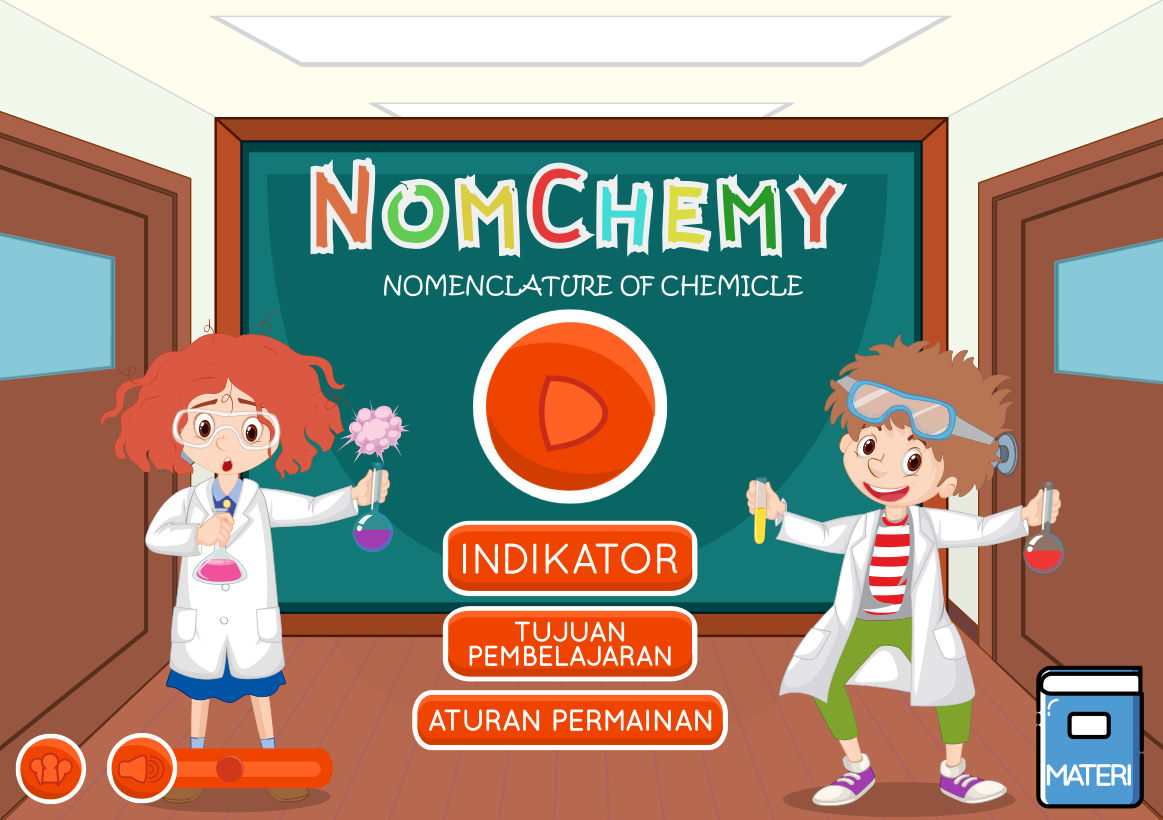 NOMCHEMY
NOMENCLATURE OF CHEMICLE
INDIKATOR
TUJUAN
PEMBELAJARAN
ATURAN PERMAINAN
MATERI